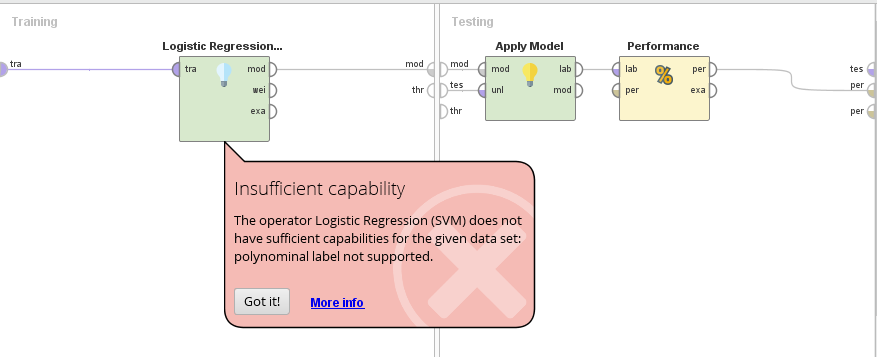 Training
Testing
Logistic Regression...
Apply Model
Performance
tra
tra
mod
wei
exa
mod
thr
mod
tes
thr
mod
unl
lab
mod
lab
per
%
per
exa
tes
per
per
Insufficient capability
The operator Logistic Regression (SVM) does not
have sufficient capabilities for the given data set:
polynominal label not supported.
Got it!
More info